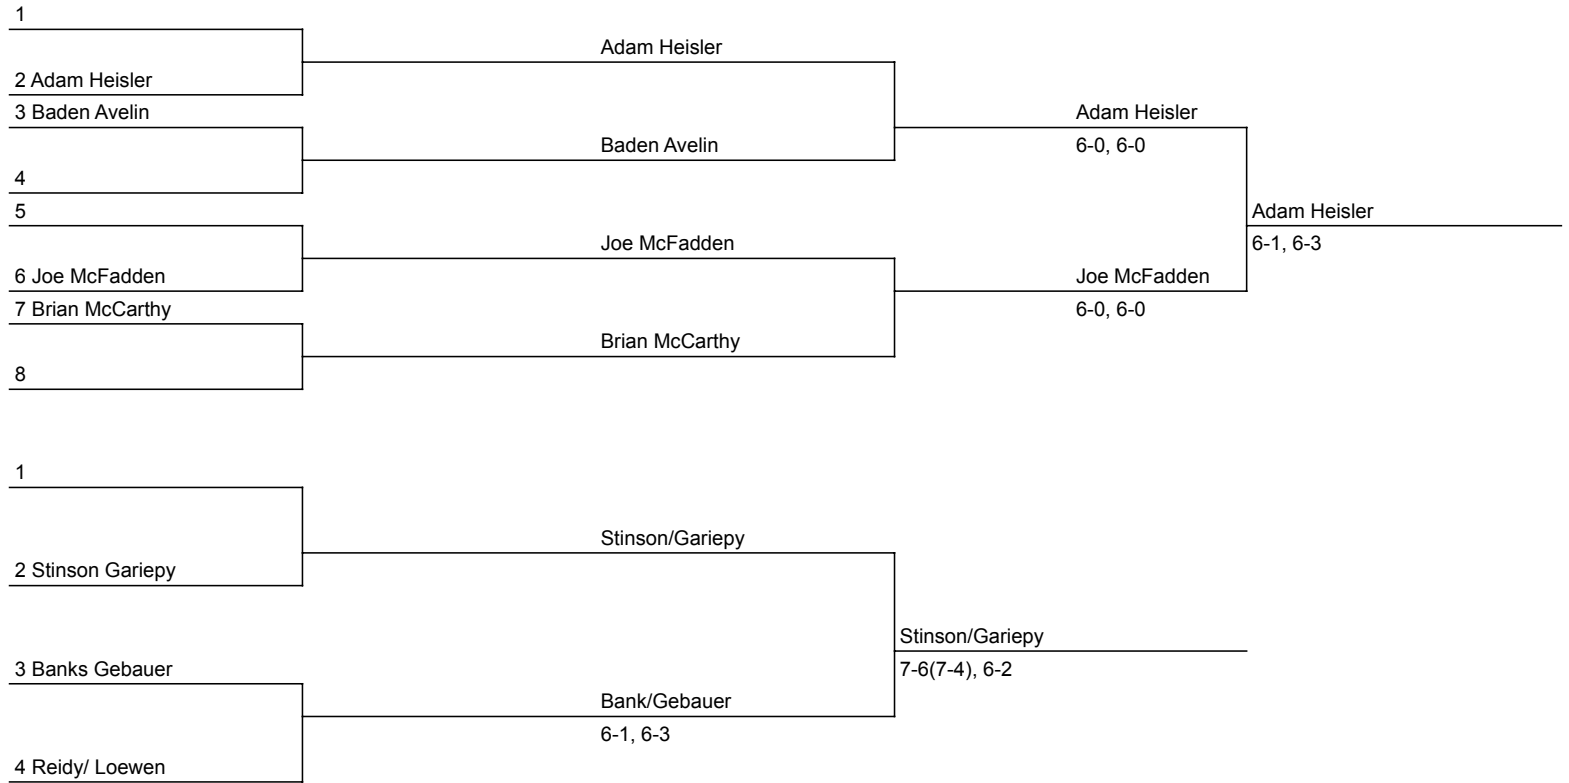 1
Adam Heisler
2 Adam Heisler
3 Baden Avelin
Adam Heisler
Baden Avelin
6-0, 6-0
4
5
Adam Heisler
Joe McFadden
6-1, 6-3
6 Joe McFadden
Joe McFadden
7 Brian McCarthy
6-0, 6-0
Brian McCarthy
8
1
Stinson/Gariepy
2 Stinson Gariepy
Stinson/Gariepy
3 Banks Gebauer
7-6(7-4), 6-2
Bank/Gebauer
6-1, 6-3
4 Reidy/ Loewen